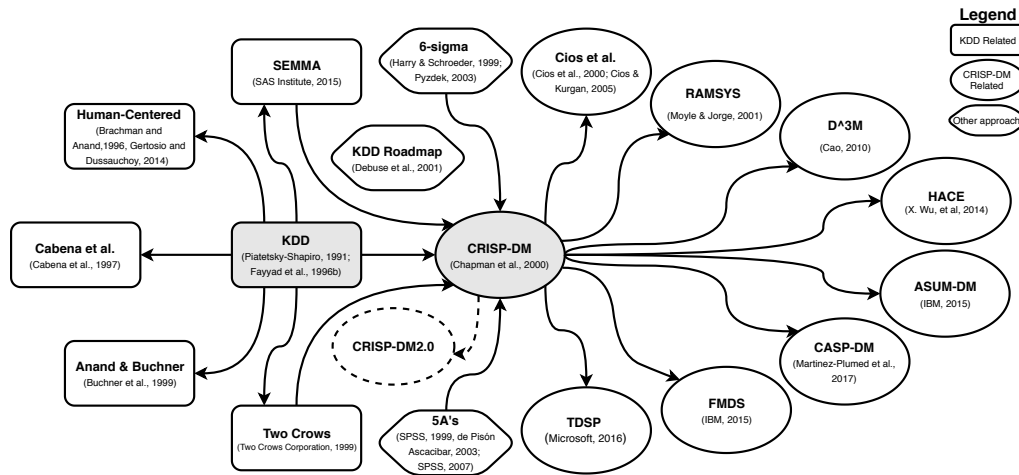 Legend
KDD Related
CRISP-DM
Related
Other approach
6-sigma
(Harry & Schroeder, 1999;
Pyzdek, 2003)
SEMMA
(SAS Institute, 2015)
Cios et al.
(Cios et al., 2000; Cios &
Kurgan, 2005)
RAMSYS
(Moyle & Jorge, 2001)
Human-Centered
(Brachman and
Anand,1996, Gertosio and
Dussauchoy, 2014)
KDD Roadmap
(Debuse et al., 2001)
D^3M
(Cao, 2010)
HACE
(X. Wu, et al, 2014)
Cabena et al.
(Cabena et al., 1997)
KDD
(Piatetsky-Shapiro, 1991;
Fayyad et al., 1996b)
CRISP-DM
(Chapman et al., 2000)
ASUM-DM
(IBM, 2015)
CRISP-DM2.0
CASP-DM
(Martinez-Plumed et al.,
2017)
Anand & Buchner
(Buchner et al., 1999)
Two Crows
(Two Crows Corporation, 1999)
5A's
(SPSS, 1999, de Pisón
Ascacibar, 2003;
SPSS, 2007)
TDSP
(Microsoft, 2016)
FMDS
(IBM, 2015)